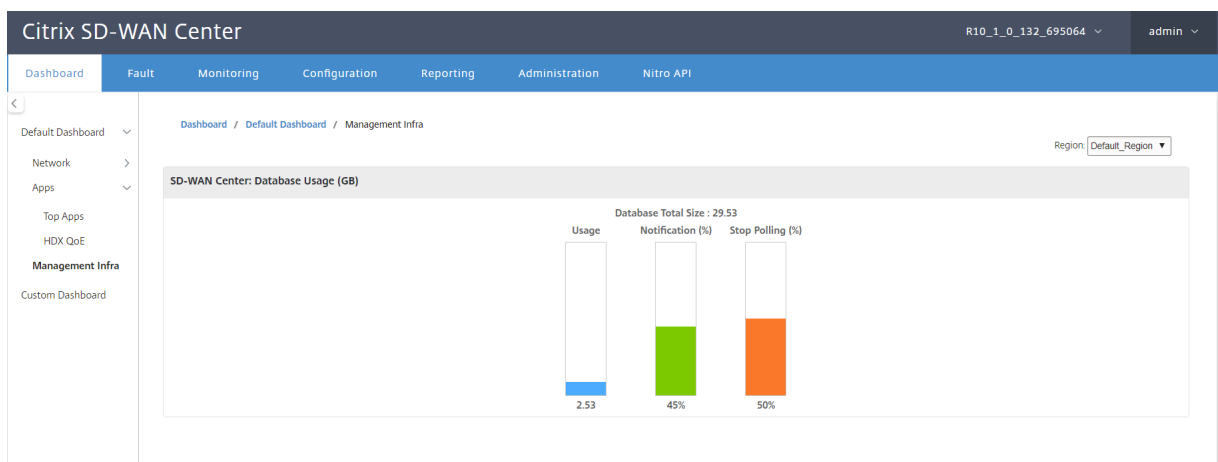 Citrix SD-WAN Center
R10_1_0_132_695064
admin
Dashboard Fault Monitoring Configuration Reporting Administration Nitro API
Dashboard / Default Dashboard / Management Infra
Region: Default_Region
Default Dashboard
Network
Apps
Top Apps
HDX QoE
Management Infra
Custom Dashboard
SD-WAN Center: Database Usage (GB)
Database Total Size : 29.53
Usage Notification (%) Stop Polling (%)
2.53 45% 50%